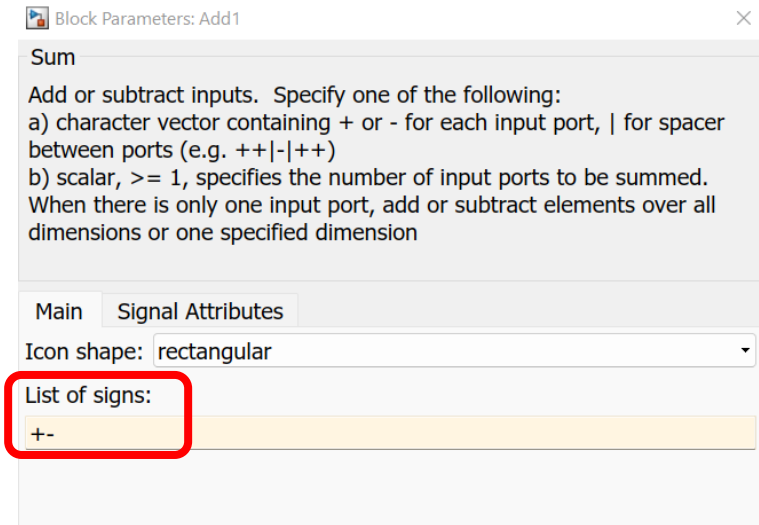 Block Parameters: Add1
Sum
Add or subtract inputs.  Specify one of the following:
a) character vector containing + or - for each input port, | for spacer
between ports (e.g. ++|-|++)
b) scalar, >= 1, specifies the number of input ports to be summed.
When there is only one input port, add or subtract elements over all
dimensions or one specified dimension
Main Signal Attributes
Icon shape: rectangular
List of signs:
+-